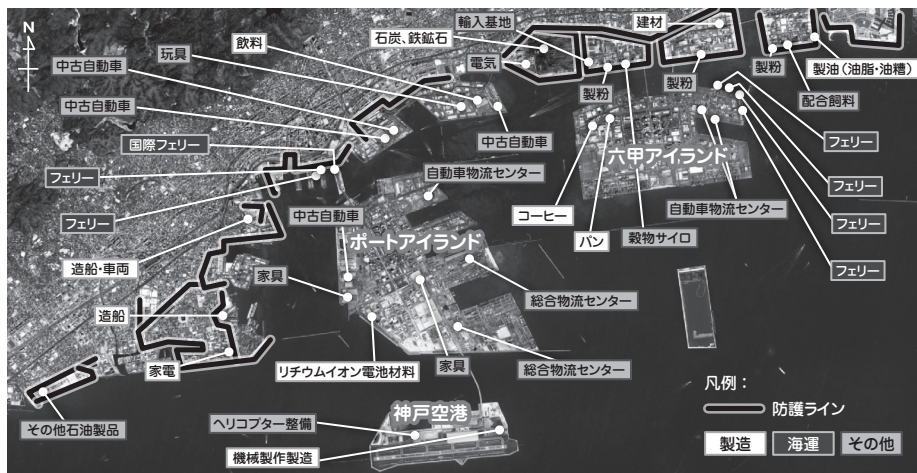 N
輸入基地
建材
飲料
石炭、鉄鉱石
玩具
電気
製粉
製粉
製粉
製油（油脂・油糟）
配合飼料
中古自動車
中古自動車
中古自動車
国際フェリー
フェリー
フェリー
自動車物流センター
六甲アイランド
フェリー
フェリー
フェリー
フェリー
コーヒー
パン
穀物サイロ
自動車物流センター
中古自動車
ポートアイランド
造船・車両
家具
総合物流センター
造船
家電
リチウムイオン電池材料
家具
総合物流センター
その他石油製品
神戸空港
ヘリコプター整備
機械製作製造
凡例：
防護ライン
製造
海運
その他